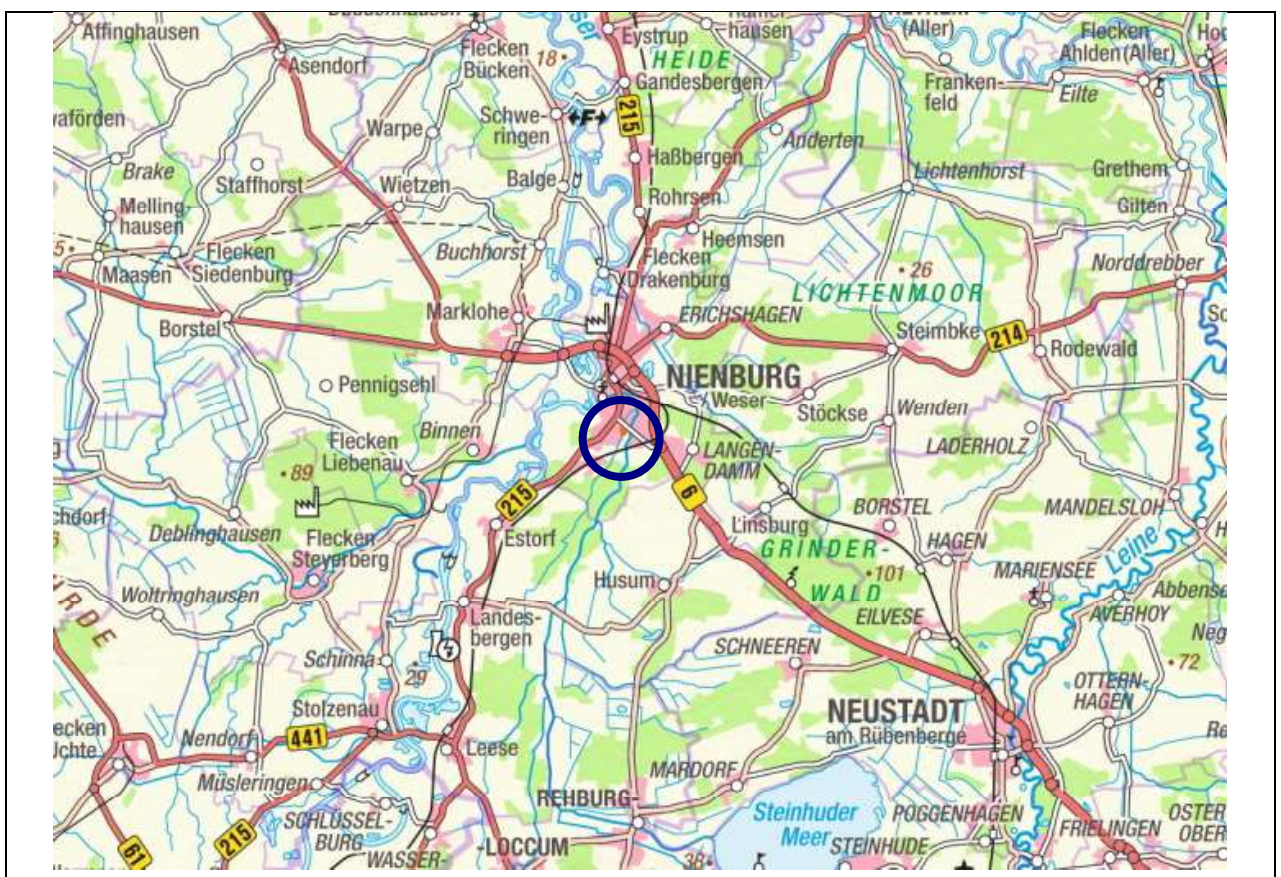 Affinghausen
Asendorf
Flecken
Bücken
18
Eystrup
HEIDE
Gandesbergen
hausen
(Aller)
Franken-
feld
Flecken
Ahlden (Aller)
Eilte
Schwe-
ringen
F
215
Warpe
Haßbergen
Anderten
Brake
Staffhorst
Wietzen
Balge
Rohrsen
Lichtenhorst
Grethem
Gilten
Melling-
hausen
Maasen
Flecken
Siedenburg
Buchhorst
Heemsen
Flecken
Drakenburg
26
LICHTENMOOR
Norddrebber
Borstel
Marklohe
ERICHSHAGEN
Steimbke
214
Rodewald
Pennigsehl
NIENBURG
/Weser
Stöckse
Wenden
LADERHOLZ
Binnen
Flecken
Liebenau
89
LANGEN-
DAMM
6
215
BORSTEL
MANDELSLOH
Deblinghausen
Flecken
Steyerberg
Estorf
Linsburg
HAGEN
GRINDER-
WALD
101
Leine
MARIENSEE
AVERHOY
Husum
EILVESE
Woltringhausen
Landes-
bergen
SCHNEEREN
Schinna
29
72
OTTERN-
HAGEN
Stolzenau
441
Nendorf
Leese
NEUSTADT
am Rübenberge
Müsleringen
MARDORF
REHBURG-
-LOCCUM
Steinhuder
Meer
POGGENHAGEN
FRIELINGEN
STEINHUDE
SCHLÜSSEL-
BURG
WASSER-
61
215
38